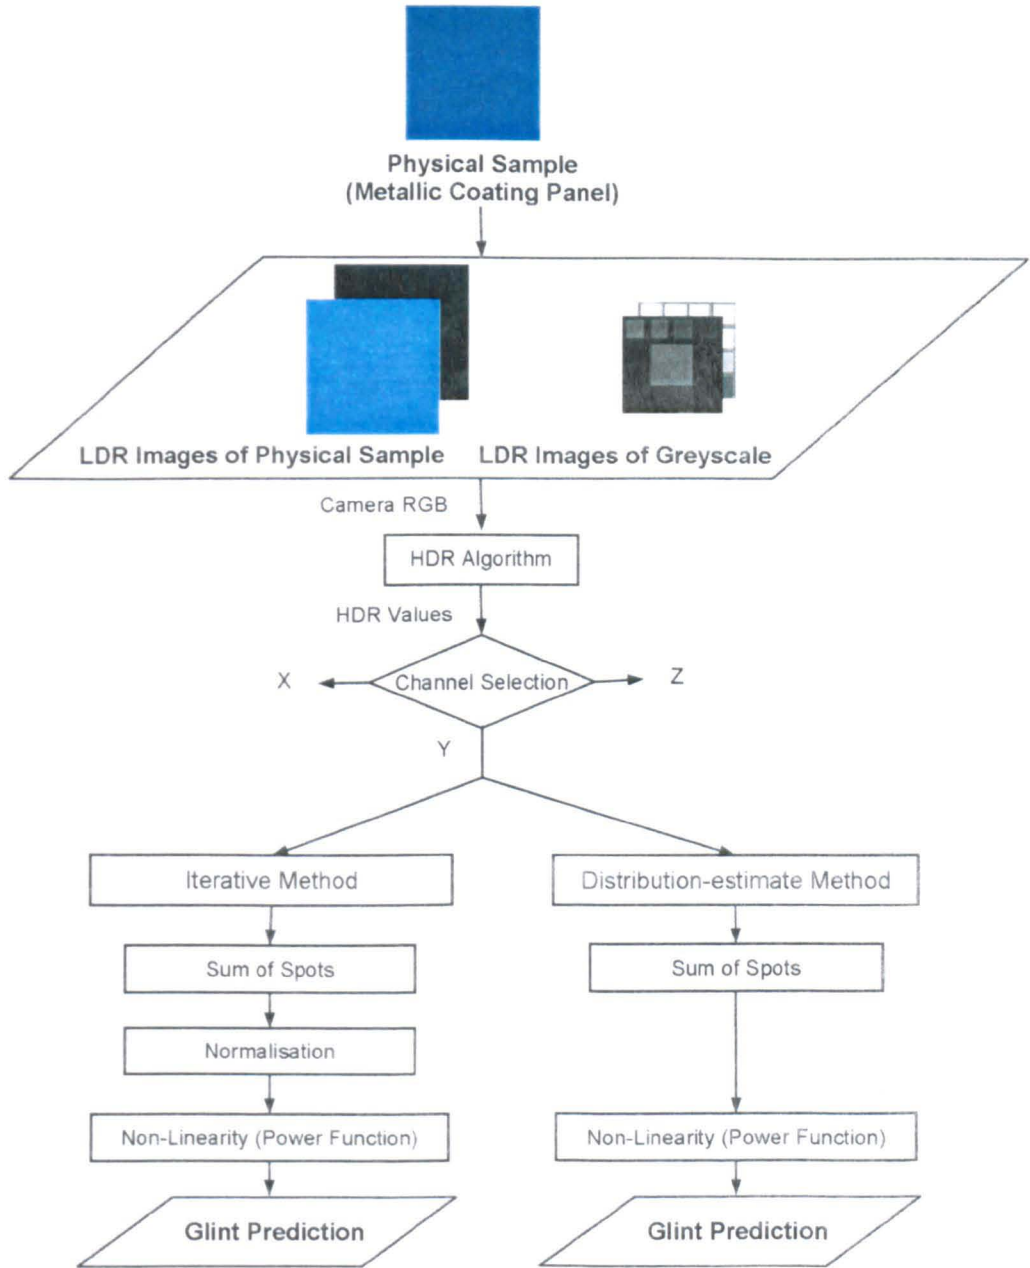 Physical Sample
(Metallic Coating Panel)
LDR Images of Physical Sample
LDR Images of Greyscale
Camera RGB
HDR Algorithm
HDR Values
X
Channel Selection
Z
Y
Iterative Method
Distribution-estimate Method
Sum of Spots
Sum of Spots
Normalisation
Non-Linearity (Power Function)
Non-Linearity (Power Function)
Glint Prediction
Glint Prediction